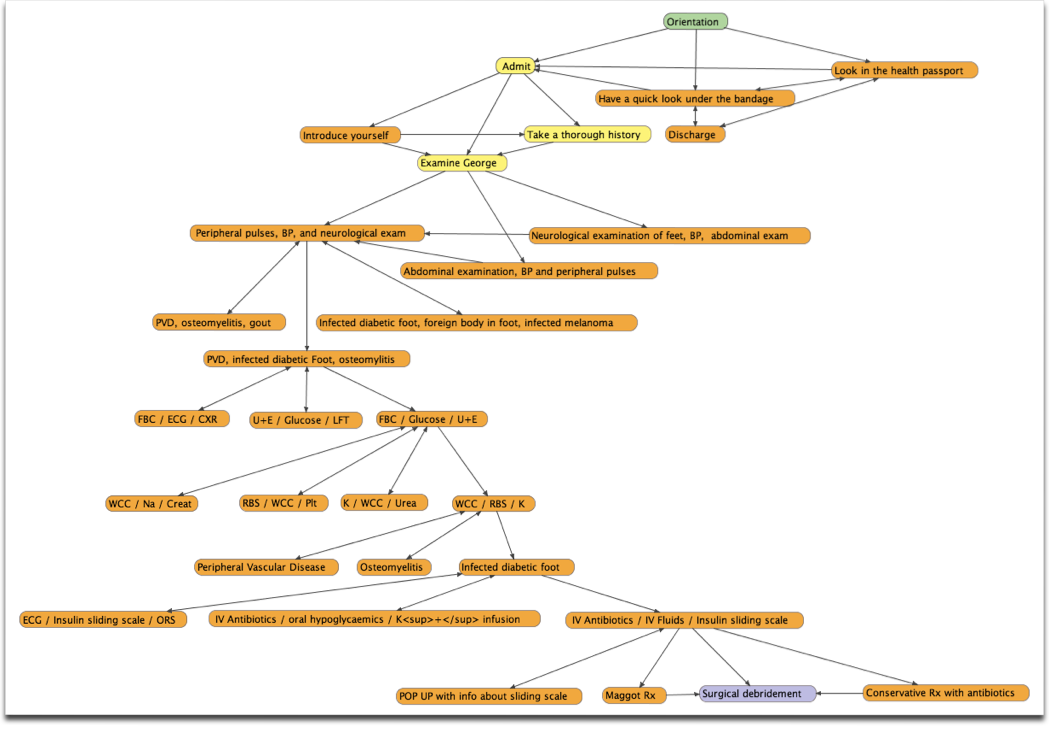 Orientation
Admit
Look in the health passport
Have a quick look under the bandage
Introduce yourself
Take a thorough history
Discharge
Examine George
Peripheral pulses, BP, and neurological exam
Neurological examination of feet, BP,  abdominal exam
Abdominal examination, BP and peripheral pulses
PVD, osteomyelitis, gout
Infected diabetic foot, foreign body in foot, infected melanoma
PVD, infected diabetic Foot, osteomylitis
FBC / ECG / CXR
U+E / Glucose / LFT
FBC / Glucose / U+E
WCC / Na / Creat
RBS / WCC / Plt
K / WCC / Urea
WCC / RBS / K
Peripheral Vascular Disease
Osteomyelitis
Infected diabetic foot
ECG / Insulin sliding scale / ORS
IV Antibiotics / oral hypoglycaemics / K<sup>+</sup> infusion
IV Antibiotics / IV Fluids / Insulin sliding scale
POP UP with info about sliding scale
Maggot Rx
Surgical debridement
Conservative Rx with antibiotics